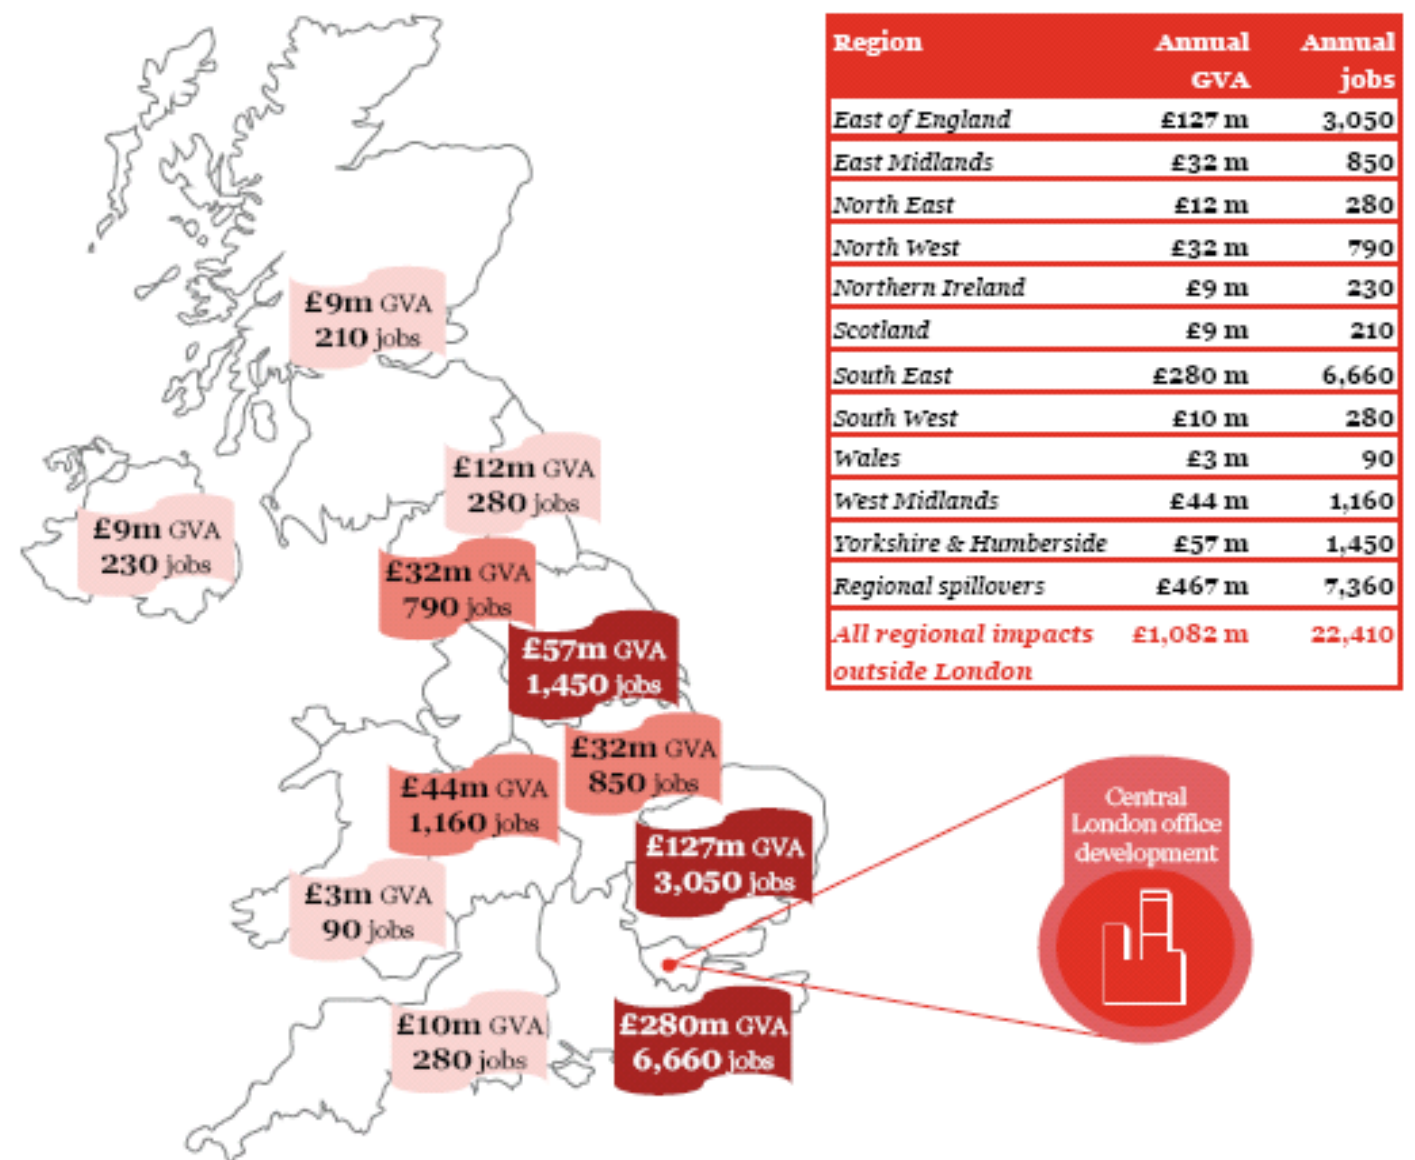 Region Annual GVA Annual jobs
East of England £127 m 3,050
East Midlands £32 m 850
North East £12 m 280
North West £32 m 790
Northern Ireland £9 m 230
Scotland £9 m 210
South East £280 m 6,660
South West £10 m 280
Wales £3 m 90
West Midlands £44 m 1,160
Yorkshire & Humberside £57 m 1,450
Regional spillovers £467 m 7,360
All regional impacts £1,082 m 22,410
outside London
£9m GVA
210 jobs
£12m GVA
280 jobs
£9m GVA
230 jobs
£32m GVA
790 jobs
£57m GVA
1,450 jobs
£32m GVA
850 jobs
£44m GVA
1,160 jobs
£127m GVA
3,050 jobs
£3m GVA
90 jobs
£10m GVA
280 jobs
£280m GVA
6,660 jobs
Central
London office
development